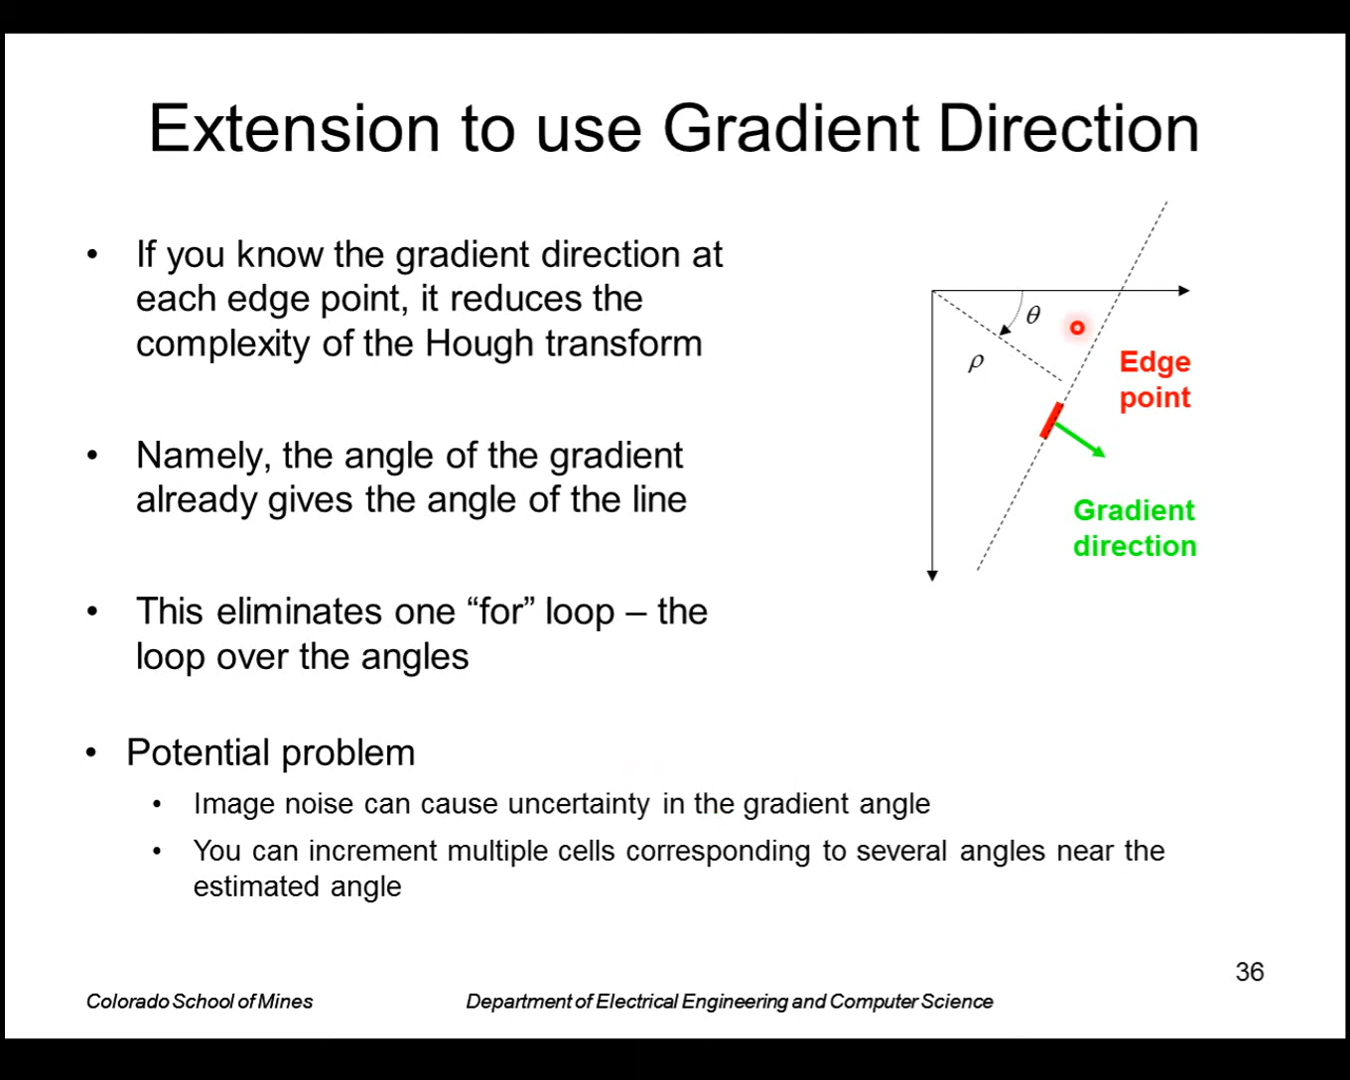 Extension to use Gradient Direction
• If you know the gradient direction at
each edge point, it reduces the
complexity of the Hough transform
• Namely, the angle of the gradient
already gives the angle of the line
• This eliminates one “for” loop – the
loop over the angles
θ
ρ
Edge
point
Gradient
direction
• Potential problem
• Image noise can cause uncertainty in the gradient angle
• You can increment multiple cells corresponding to several angles near the
estimated angle
36
Colorado School of Mines
Department of Electrical Engineering and Computer Science